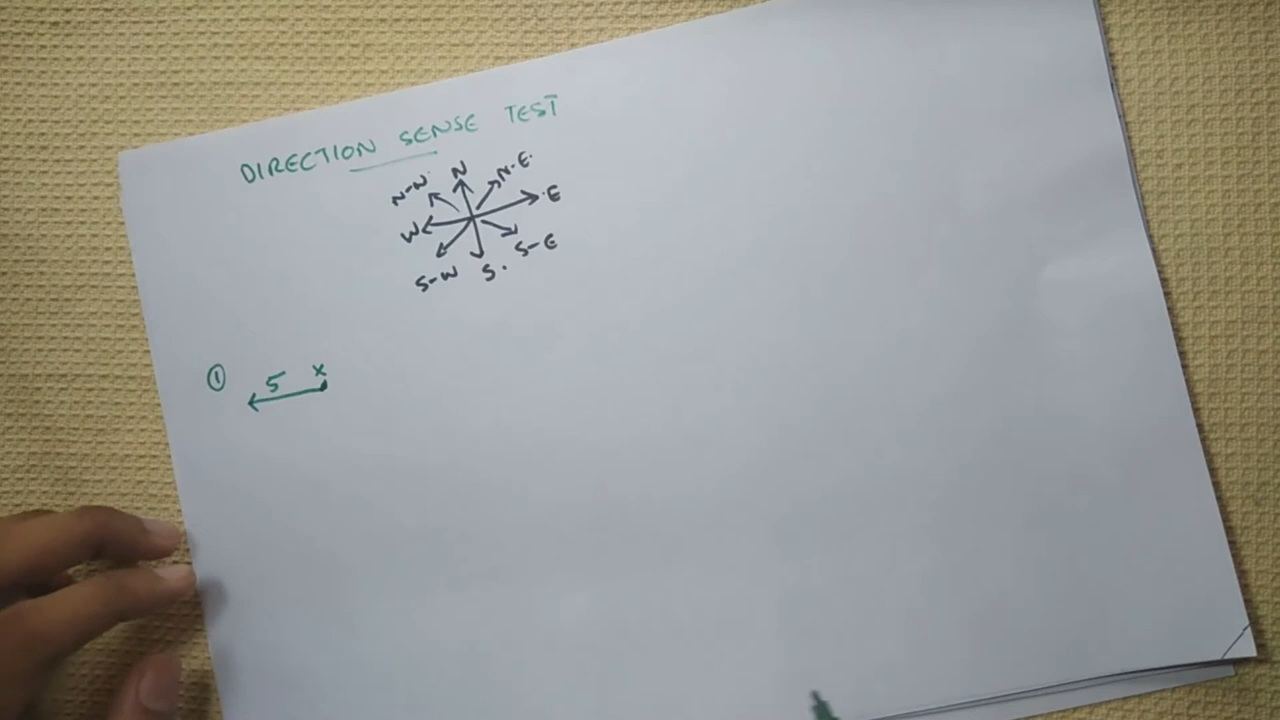 DIRECTION SENSE TEST
N
N-W
N-E
W
E
S-W
S
S-E
① 5 x